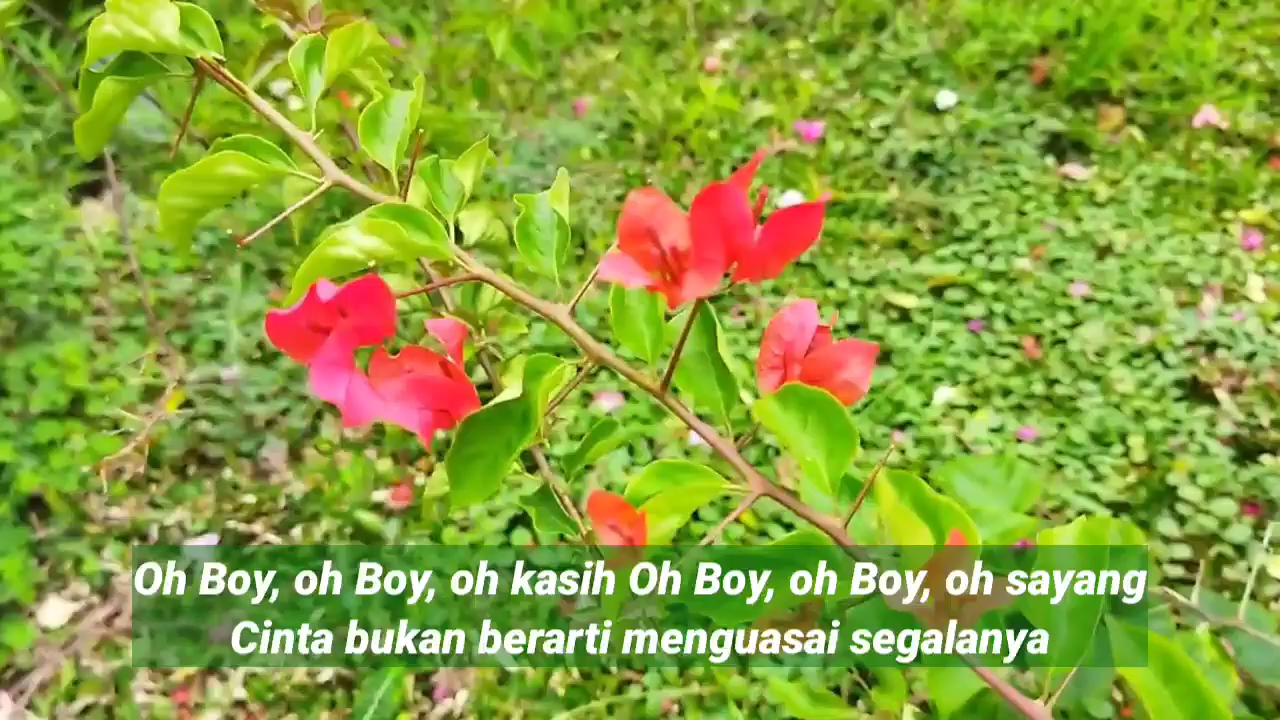 Oh Boy, oh Boy, oh kasih Oh Boy, oh Boy, oh sayang
Cinta bukan berarti menguasai segalanya